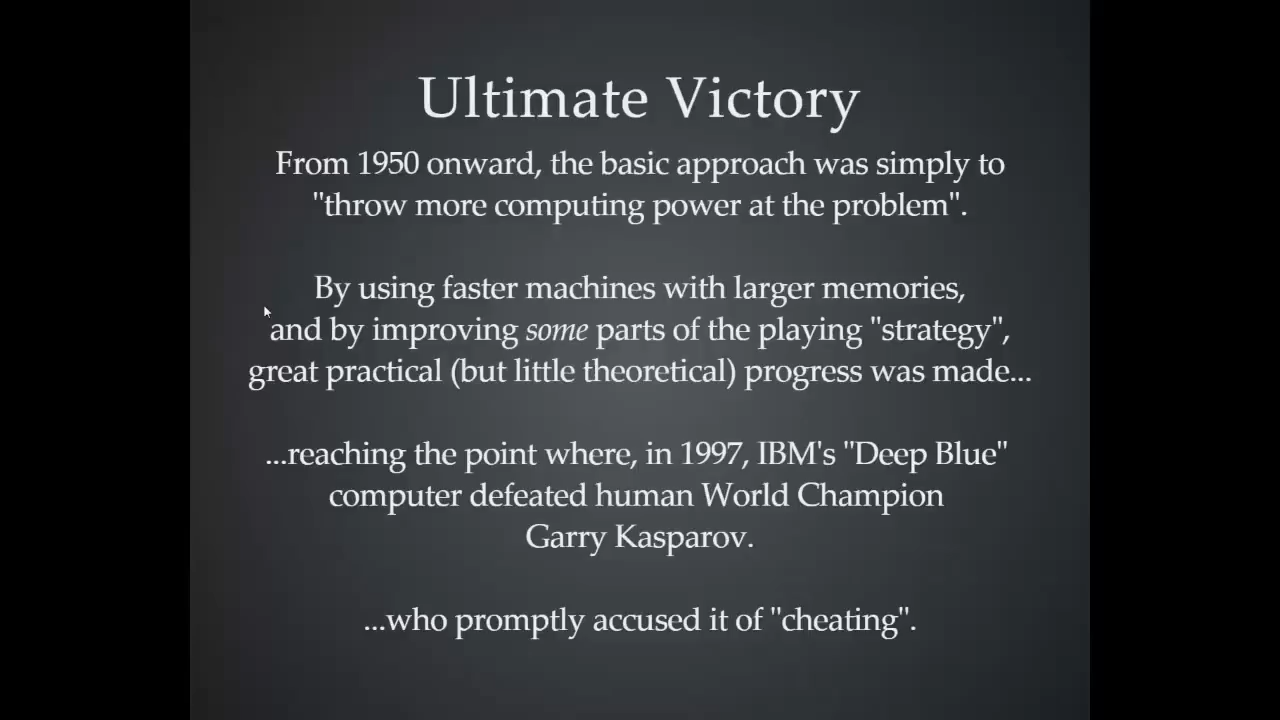 Ultimate Victory
From 1950 onward, the basic approach was simply to
"throw more computing power at the problem".
By using faster machines with larger memories,
and by improving some parts of the playing "strategy",
great practical (but little theoretical) progress was made...
...reaching the point where, in 1997, IBM's "Deep Blue"
computer defeated human World Champion
Garry Kasparov.
...who promptly accused it of "cheating".